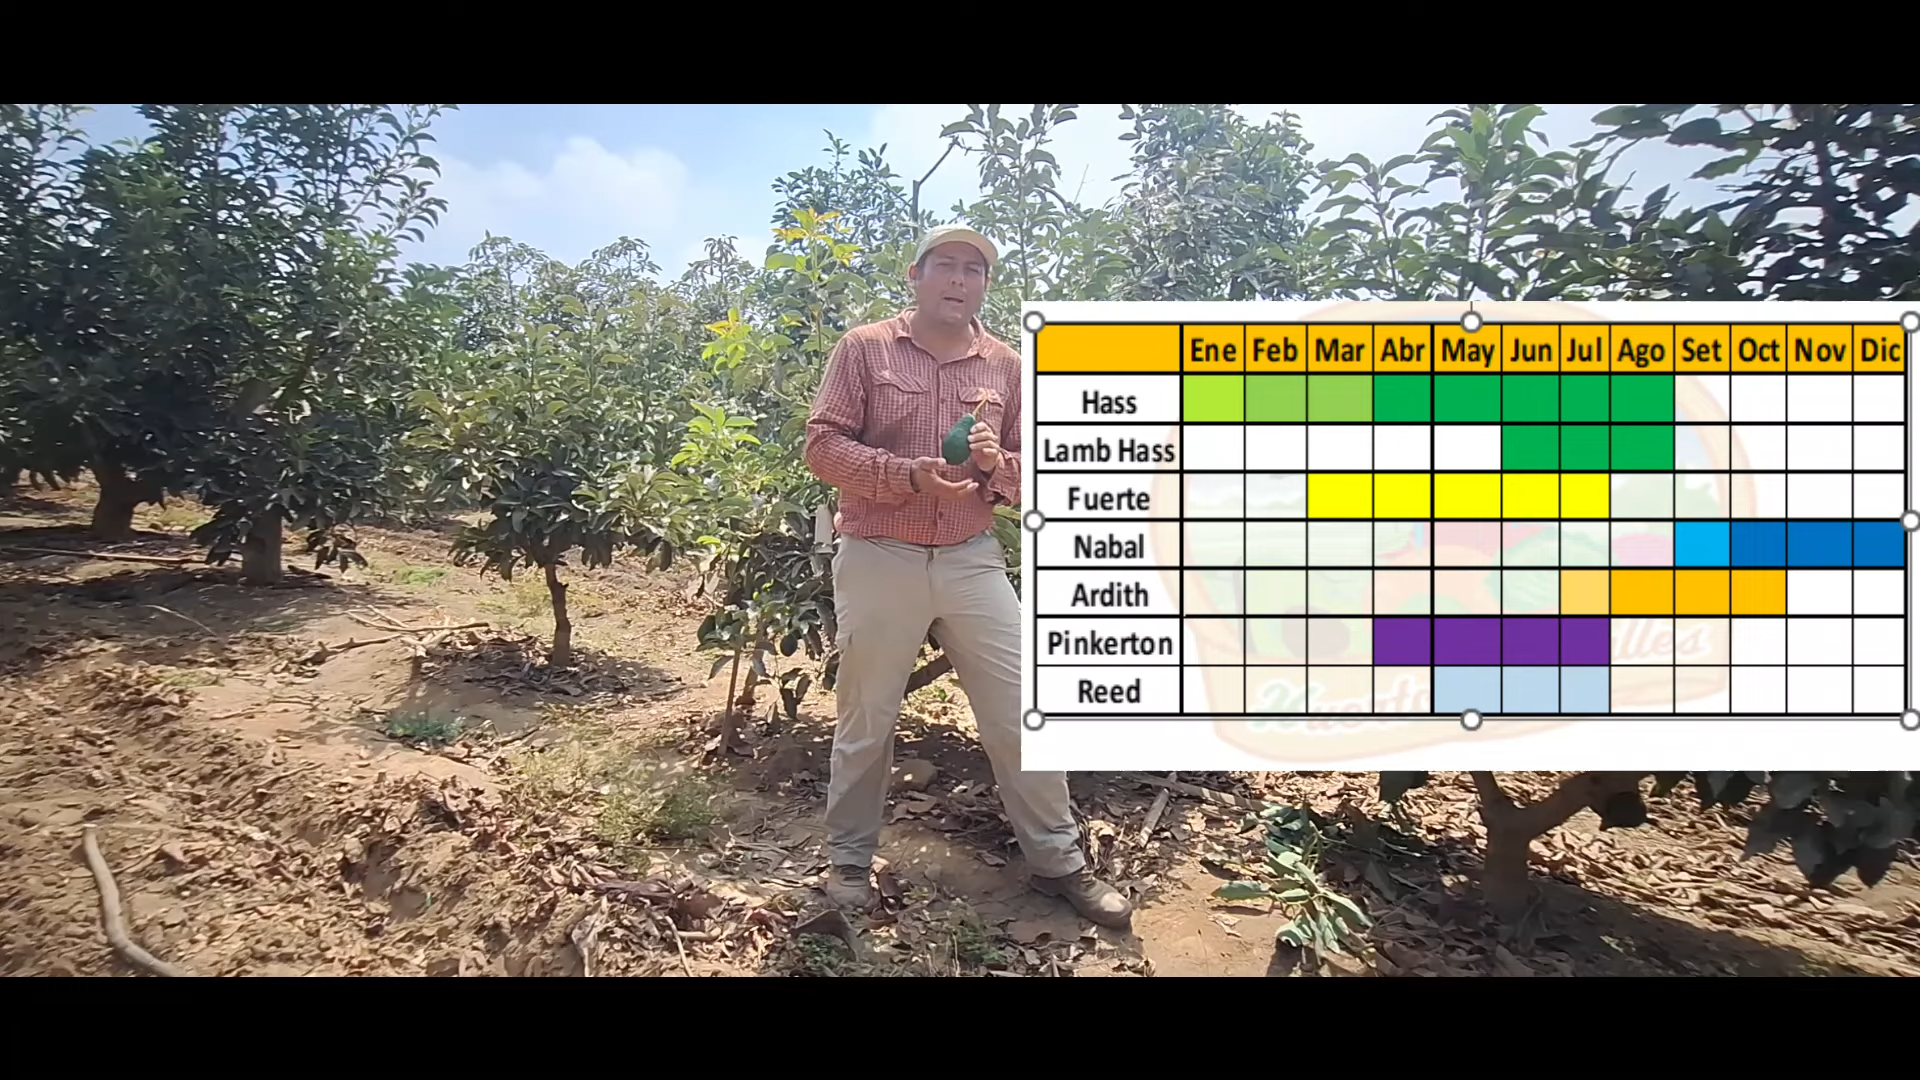 Ene Feb Mar Abr May Jun Jul Ago Set Oct Nov Dic
Hass
Lamb Hass
Fuerte
Nabal
Ardith
Pinkerton
Reed